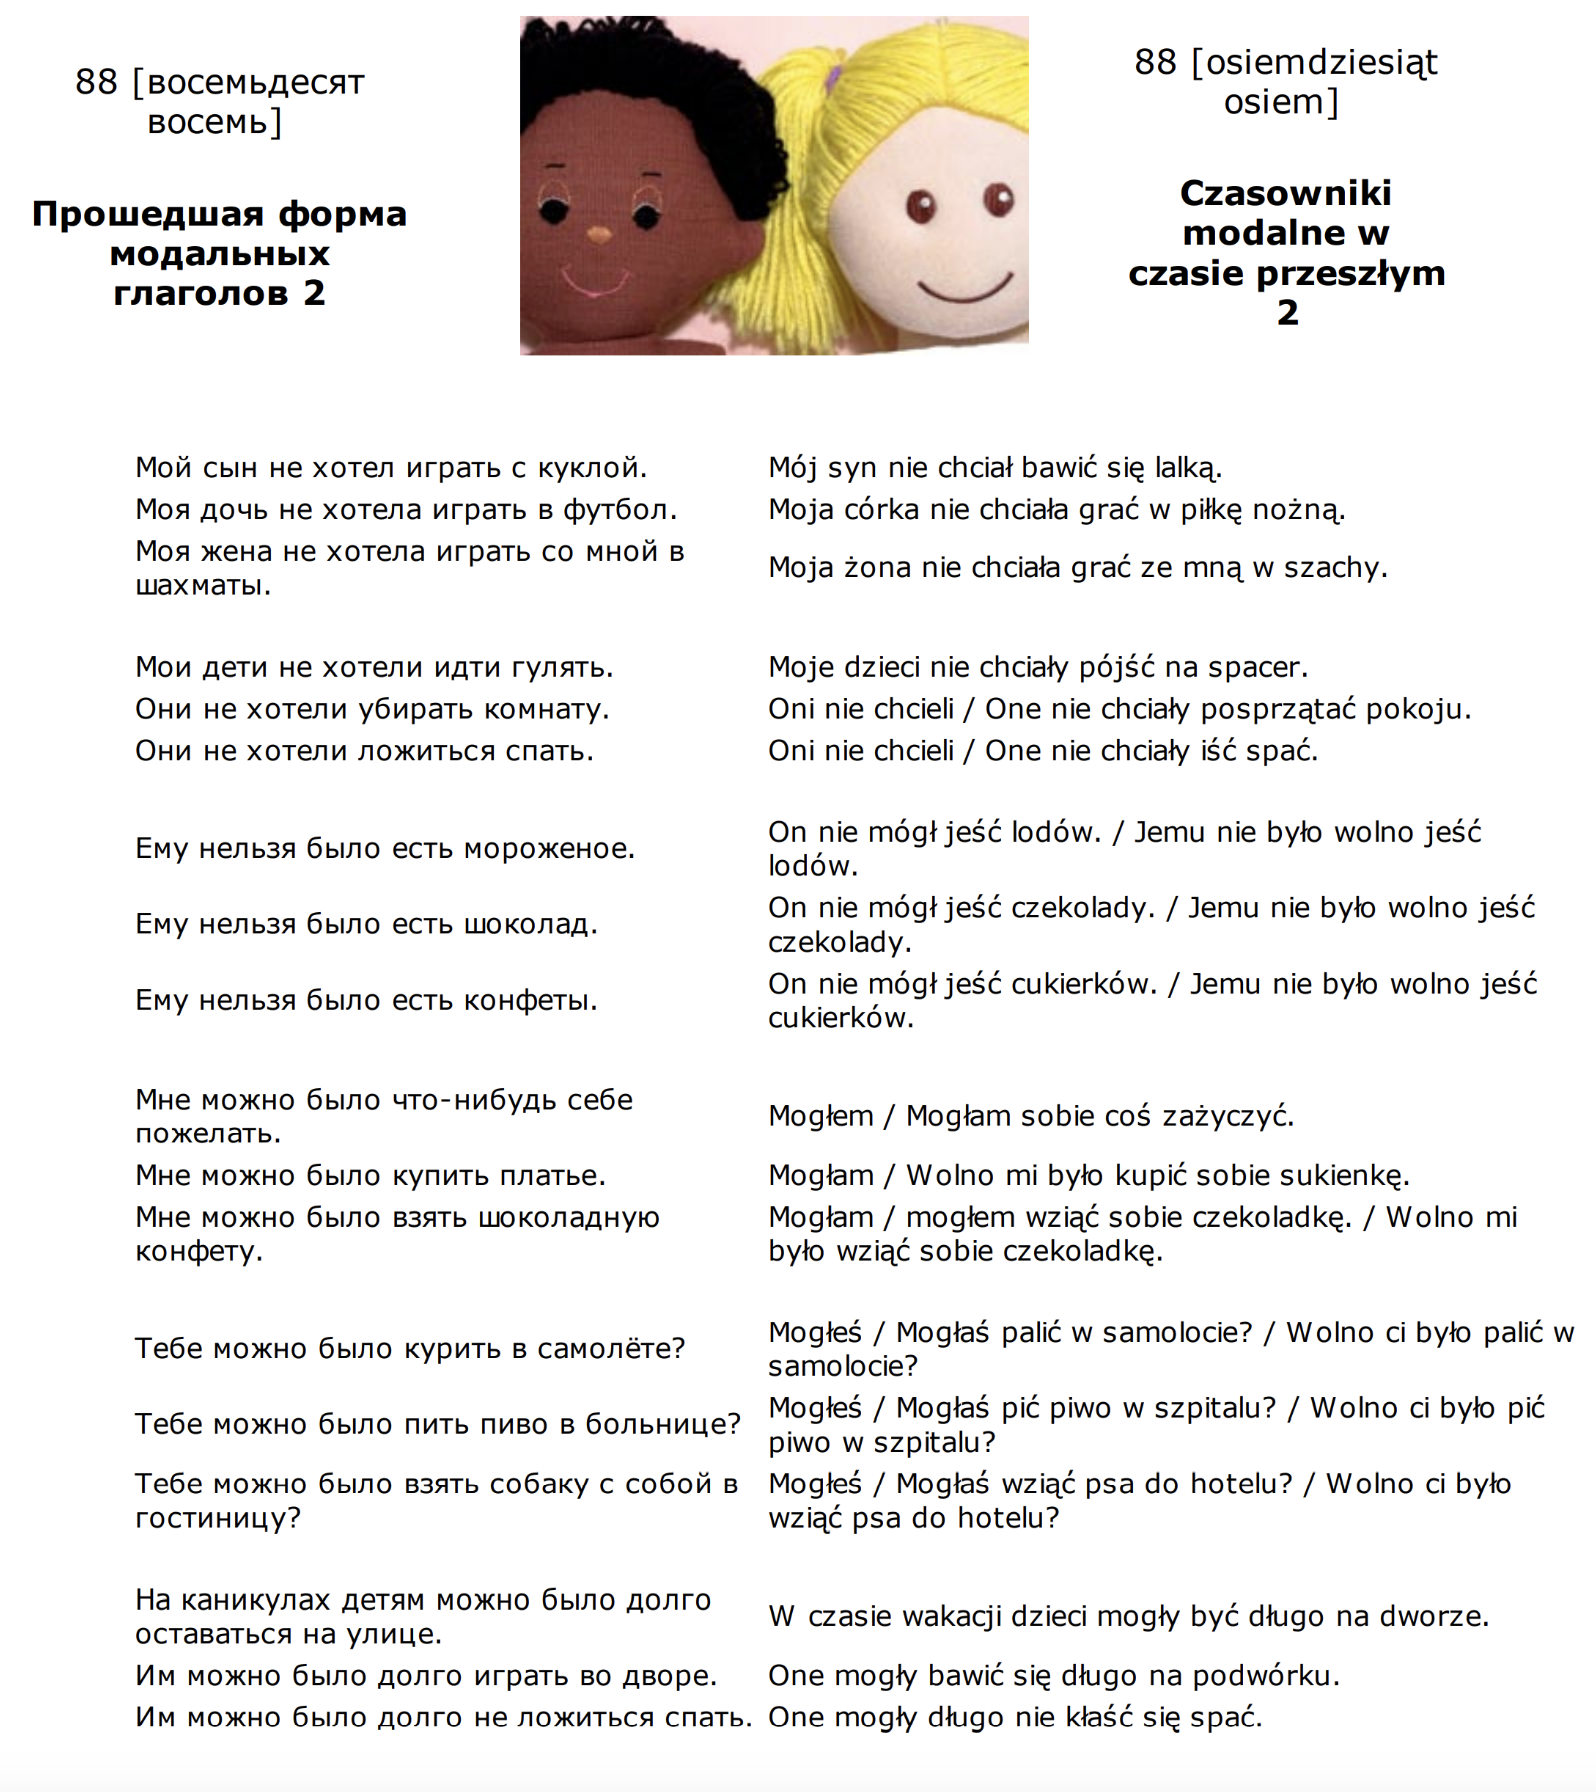 88 [восемьдесят
восемь]
Прошедшая форма
модальных
глаголов 2
88 [osiemdziesiąt
osiem]
Czasowniki
modalne w
czasie przeszłym
2
Мой сын не хотел играть с куклой.
Mój syn nie chciał bawić się lalką.
Моя дочь не хотела играть в футбол.
Moja córka nie chciała grać w piłkę nożną.
Моя жена не хотела играть со мной в
шахматы.
Moja żona nie chciała grać ze mną w szachy.
Мои дети не хотели идти гулять.
Moje dzieci nie chciały pójść na spacer.
Они не хотели убирать комнату.
Oni nie chcieli / One nie chciały posprzątać pokoju.
Они не хотели ложиться спать.
Oni nie chcieli / One nie chciały iść spać.
Ему нельзя было есть мороженое.
On nie mógł jeść lodów. / Jemu nie było wolno jeść
lodów.
Ему нельзя было есть шоколад.
On nie mógł jeść czekolady. / Jemu nie było wolno jeść
czekolady.
Ему нельзя было есть конфеты.
On nie mógł jeść cukierków. / Jemu nie było wolno jeść
cukierków.
Мне можно было что-нибудь себе
пожелать.
Mogłem / Mogłam sobie coś zażyczyć.
Мне можно было купить платье.
Mogłam / Wolno mi było kupić sobie sukienkę.
Мне можно было взять шоколадную
конфету.
Mogłam / mogłem wziąć sobie czekoladkę. / Wolno mi
było wziąć sobie czekoladkę.
Тебе можно было курить в самолёте?
Mogłeś / Mogłaś palić w samolocie? / Wolno ci było palić w
samolocie?
Тебе можно было пить пиво в больнице?
Mogłeś / Mogłaś pić piwo w szpitalu? / Wolno ci było pić
piwo w szpitalu?
Тебе можно было взять собаку с собой в
гостиницу?
Mogłeś / Mogłaś wziąć psa do hotelu? / Wolno ci było
wziąć psa do hotelu?
На каникулах детям можно было долго
оставаться на улице.
W czasie wakacji dzieci mogły być długo na dworze.
Им можно было долго играть во дворе.
One mogły bawić się długo na podwórku.
Им можно было долго не ложиться спать.
One mogły długo nie kłaść się spać.